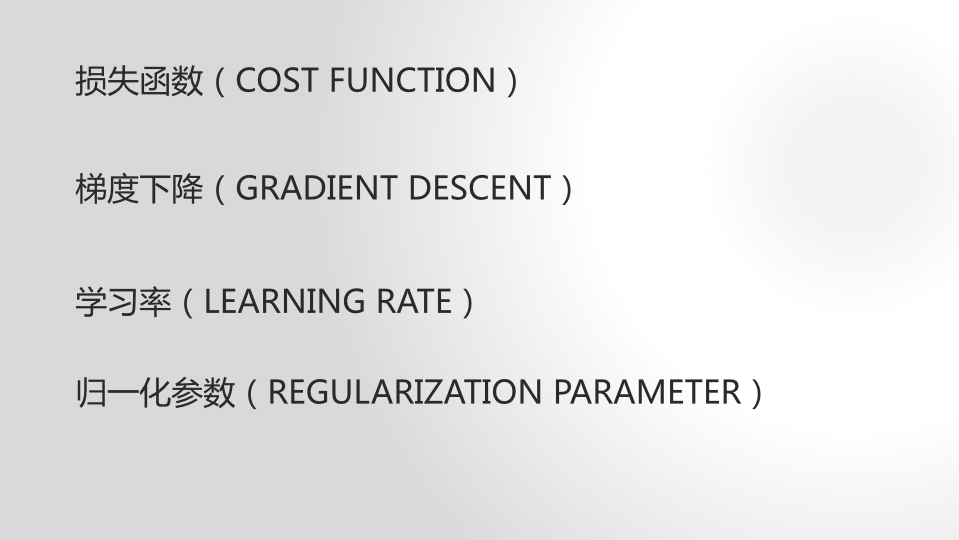 损失函数（COST FUNCTION）
梯度下降（GRADIENT DESCENT）
学习率（LEARNING RATE）
归一化参数（REGULARIZATION PARAMETER）